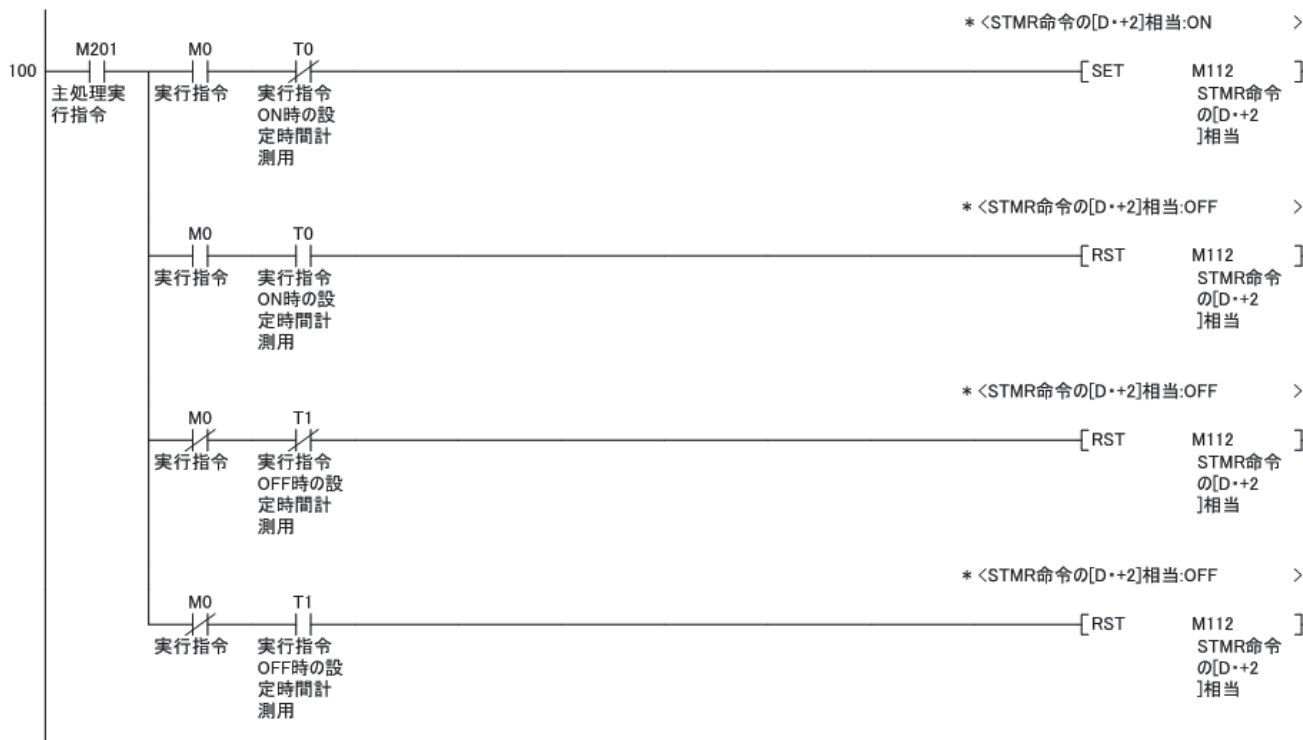 * <STMR命令の[D・+2]相当:ON >
M201 M0 T0
100 [SET M112 ]
主処理実 実行指令 実行指令 STMR命令
行指令 ON時の設 の[D・+2
定時間計 ]相当
測用
* <STMR命令の[D・+2]相当:OFF >
M0 T0
[RST M112 ]
実行指令 実行指令 STMR命令
ON時の設 の[D・+2
定時間計 ]相当
測用
* <STMR命令の[D・+2]相当:OFF >
M0 T1
[RST M112 ]
実行指令 実行指令 STMR命令
OFF時の設 の[D・+2
定時間計 ]相当
測用
* <STMR命令の[D・+2]相当:OFF >
M0 T1
[RST M112 ]
実行指令 実行指令 STMR命令
OFF時の設 の[D・+2
定時間計 ]相当
測用